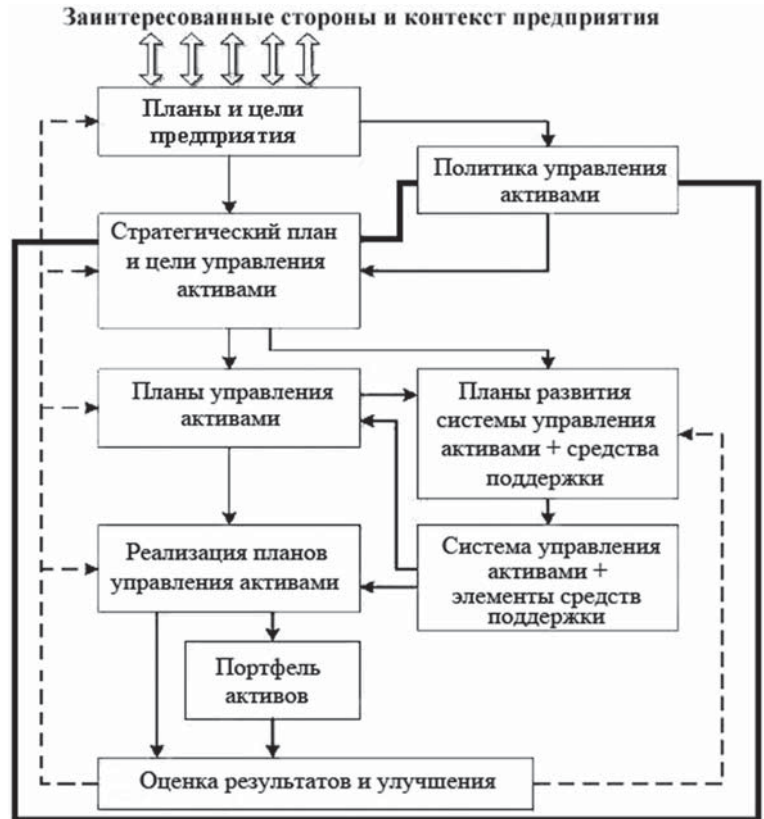 Заинтересованные стороны и контекст предприятия
Планы и цели
предприятия
Политика управления
активами
Стратегический план
и цели управления
активами
Планы управления
активами
Планы развития
системы управления
активами + средства
поддержки
Реализация планов
управления активами
Система управления
активами +
элементы средств
поддержки
Портфель
активов
Оценка результатов и улучшения